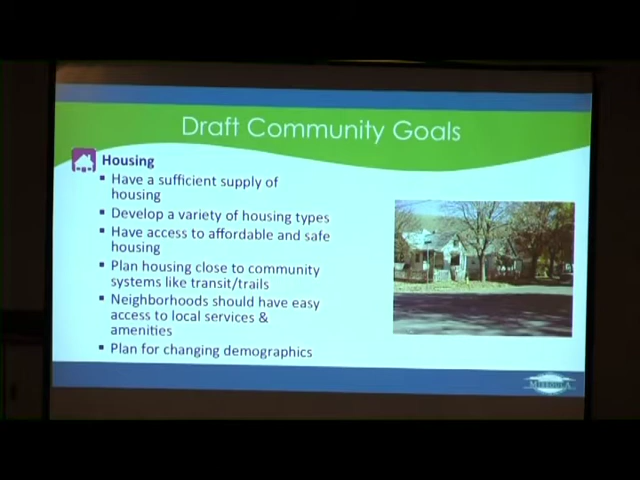 Draft Community Goals
Housing
▪ Have a sufficient supply of
housing
▪ Develop a variety of housing types
▪ Have access to affordable and safe
housing
▪ Plan housing close to community
systems like transit/trails
▪ Neighborhoods should have easy
access to local services &
amenities
▪ Plan for changing demographics
MISSOULA